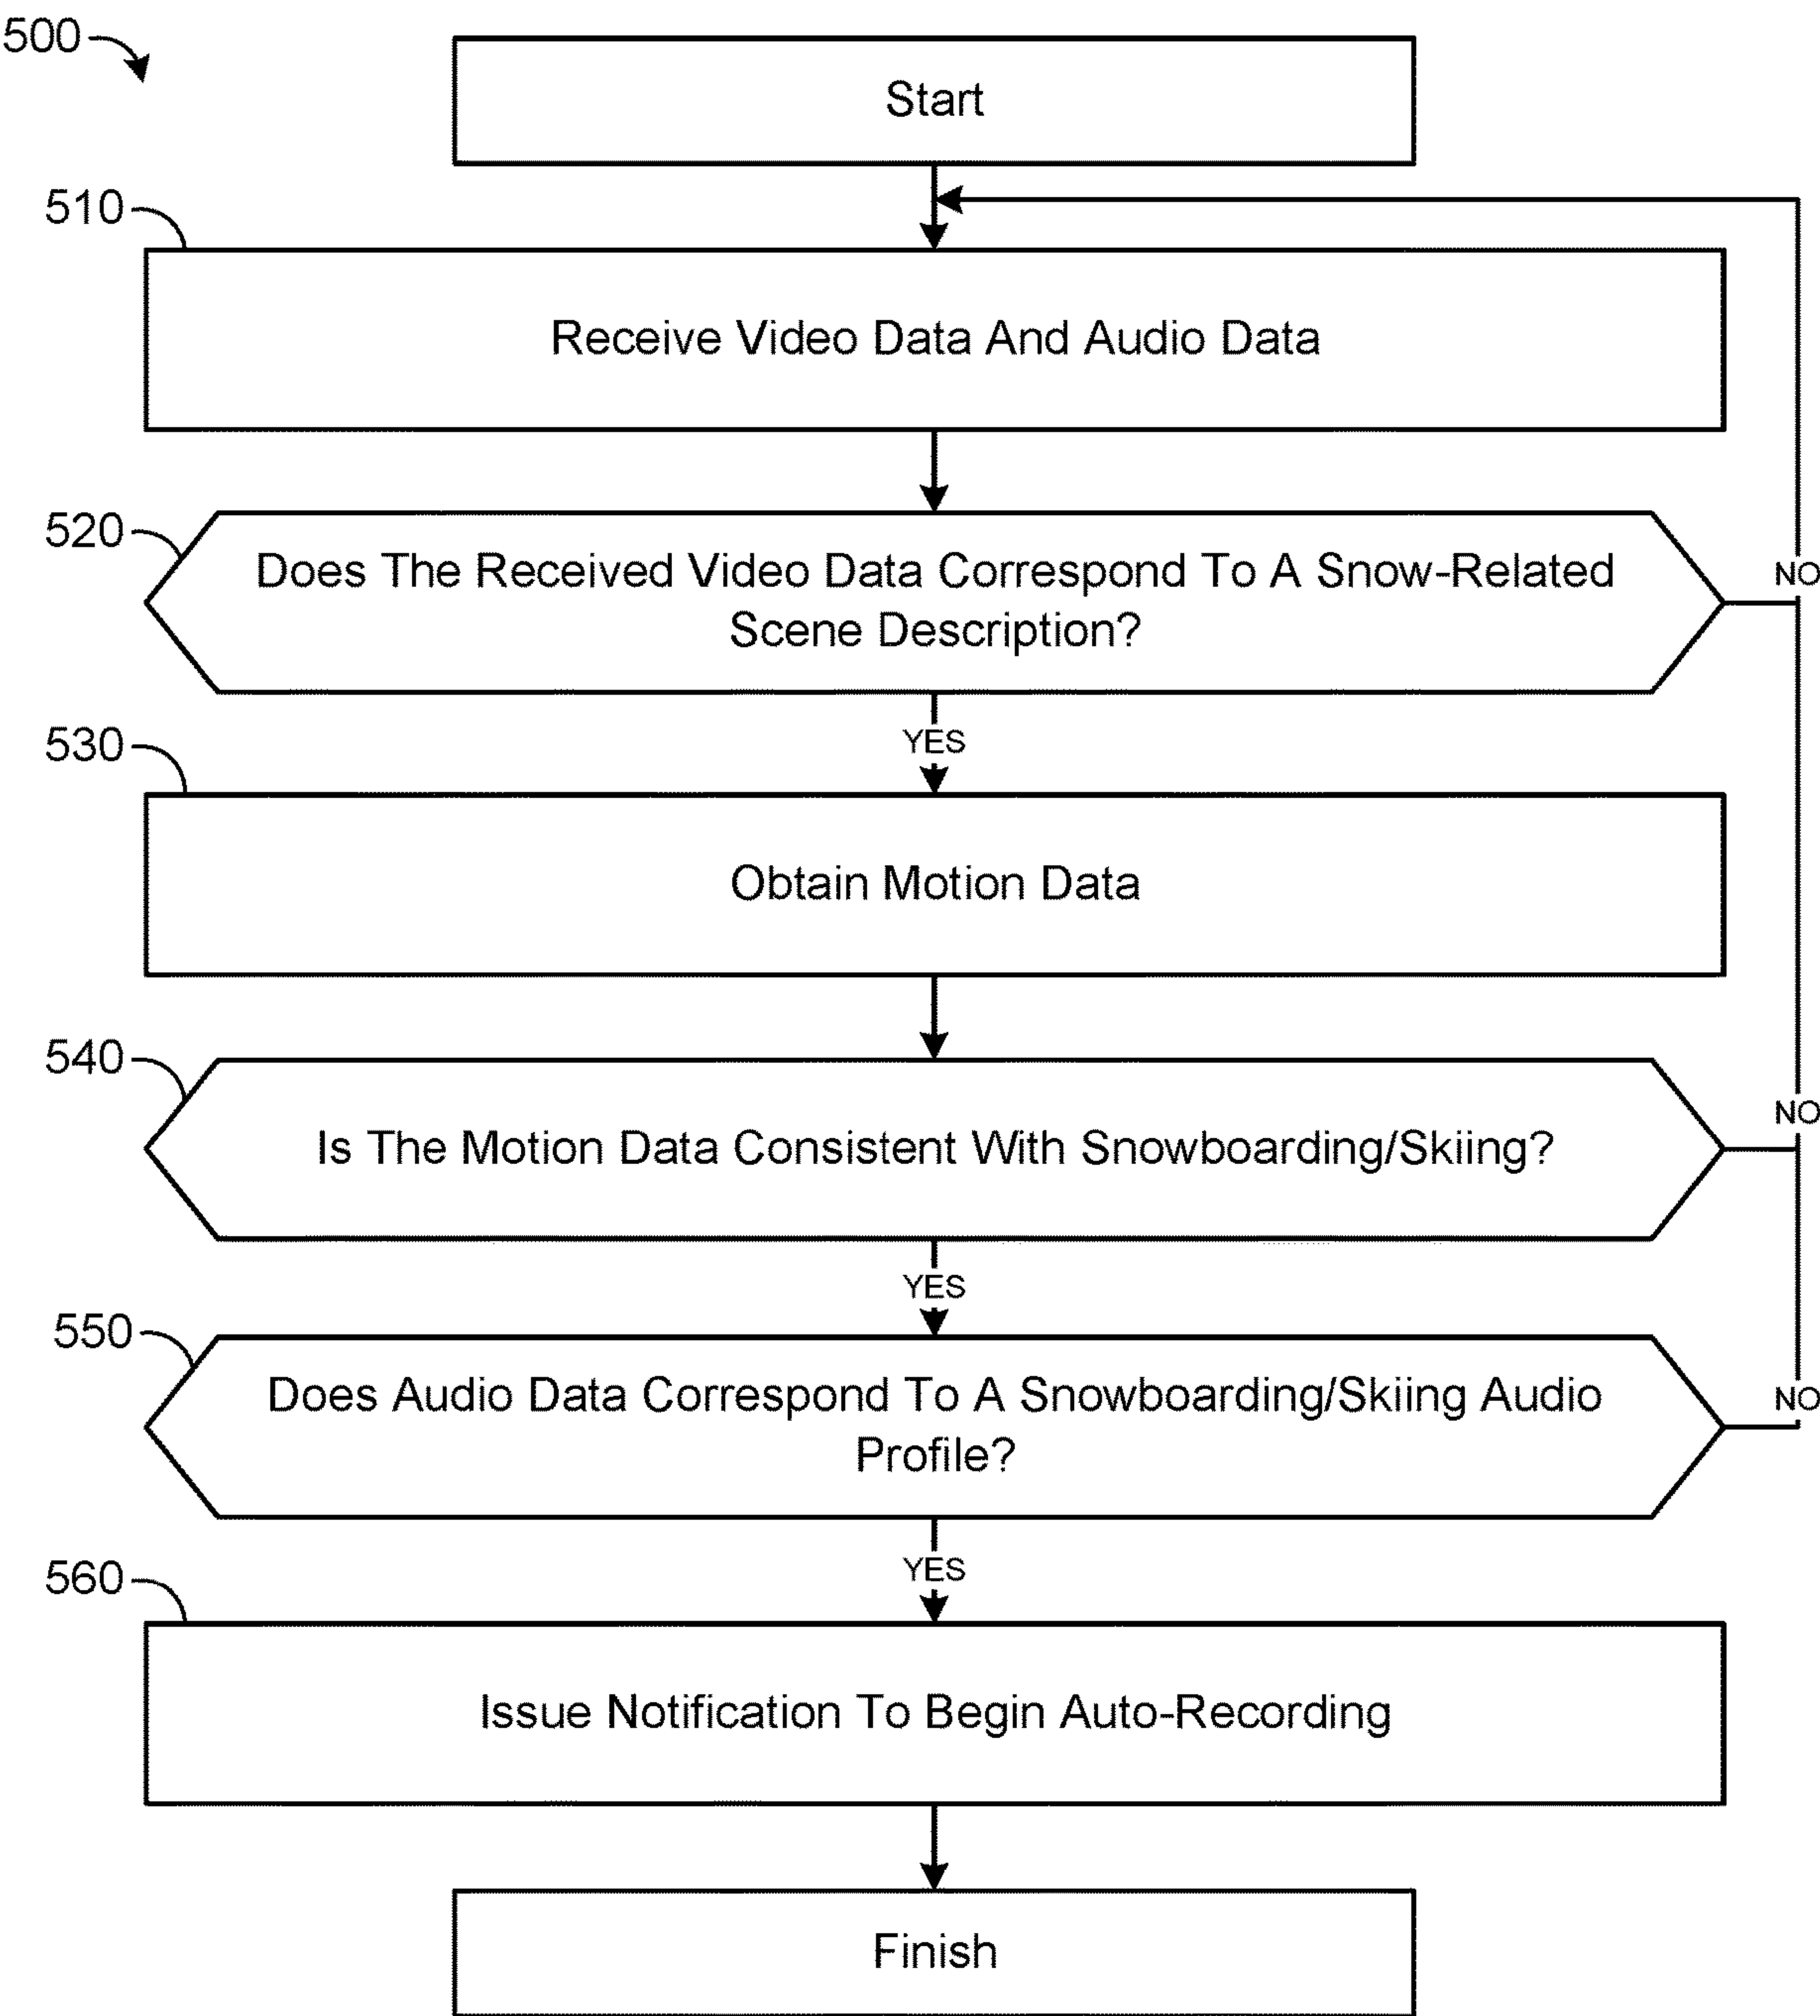 500
Start
510
Receive Video Data And Audio Data
520
Does The Received Video Data Correspond To A Snow-Related
Scene Description?
NO
YES
530
Obtain Motion Data
540
Is The Motion Data Consistent With Snowboarding/Skiing?
NO
YES
550
Does Audio Data Correspond To A Snowboarding/Skiing Audio
Profile?
NO
YES
560
Issue Notification To Begin Auto-Recording
Finish